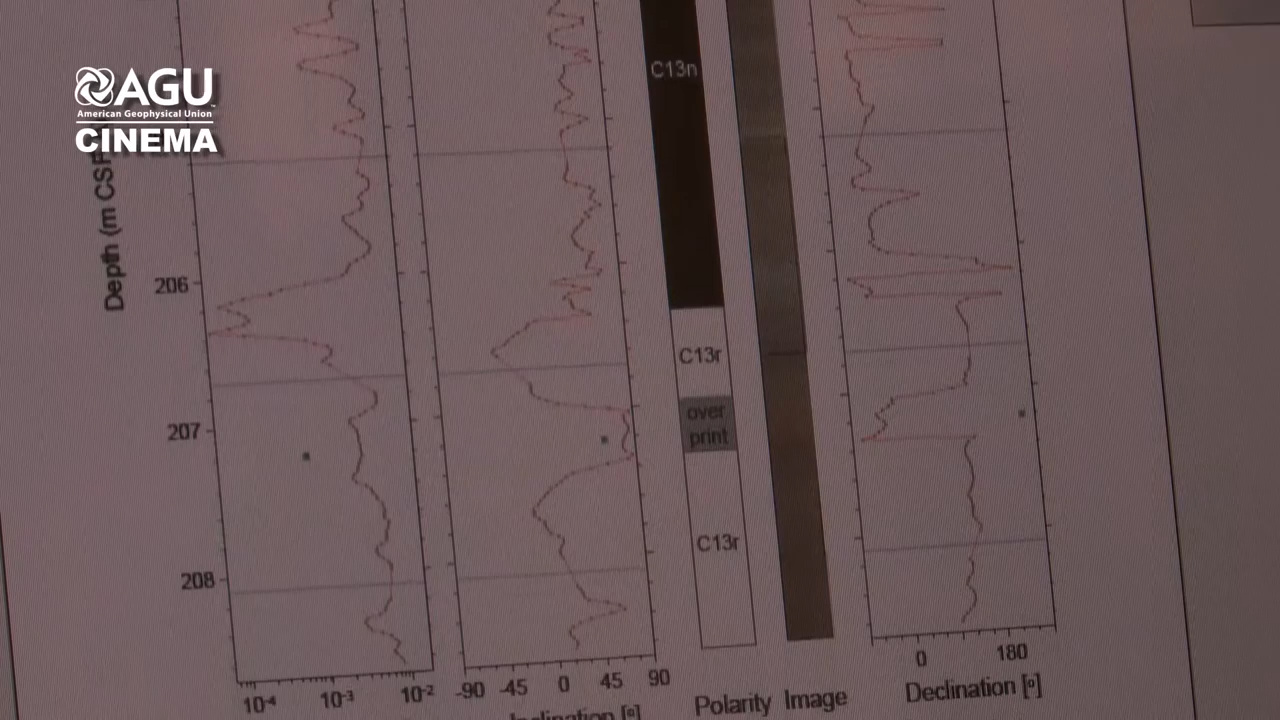 AGU
American Geophysical Union
CINEMA
Depth (m
206
207
208
C13n
C13r
over
print
C13r
10-4
10-3
10-2
-90
-45
0
45
90
Polarity
Image
0
180
Declination [º]